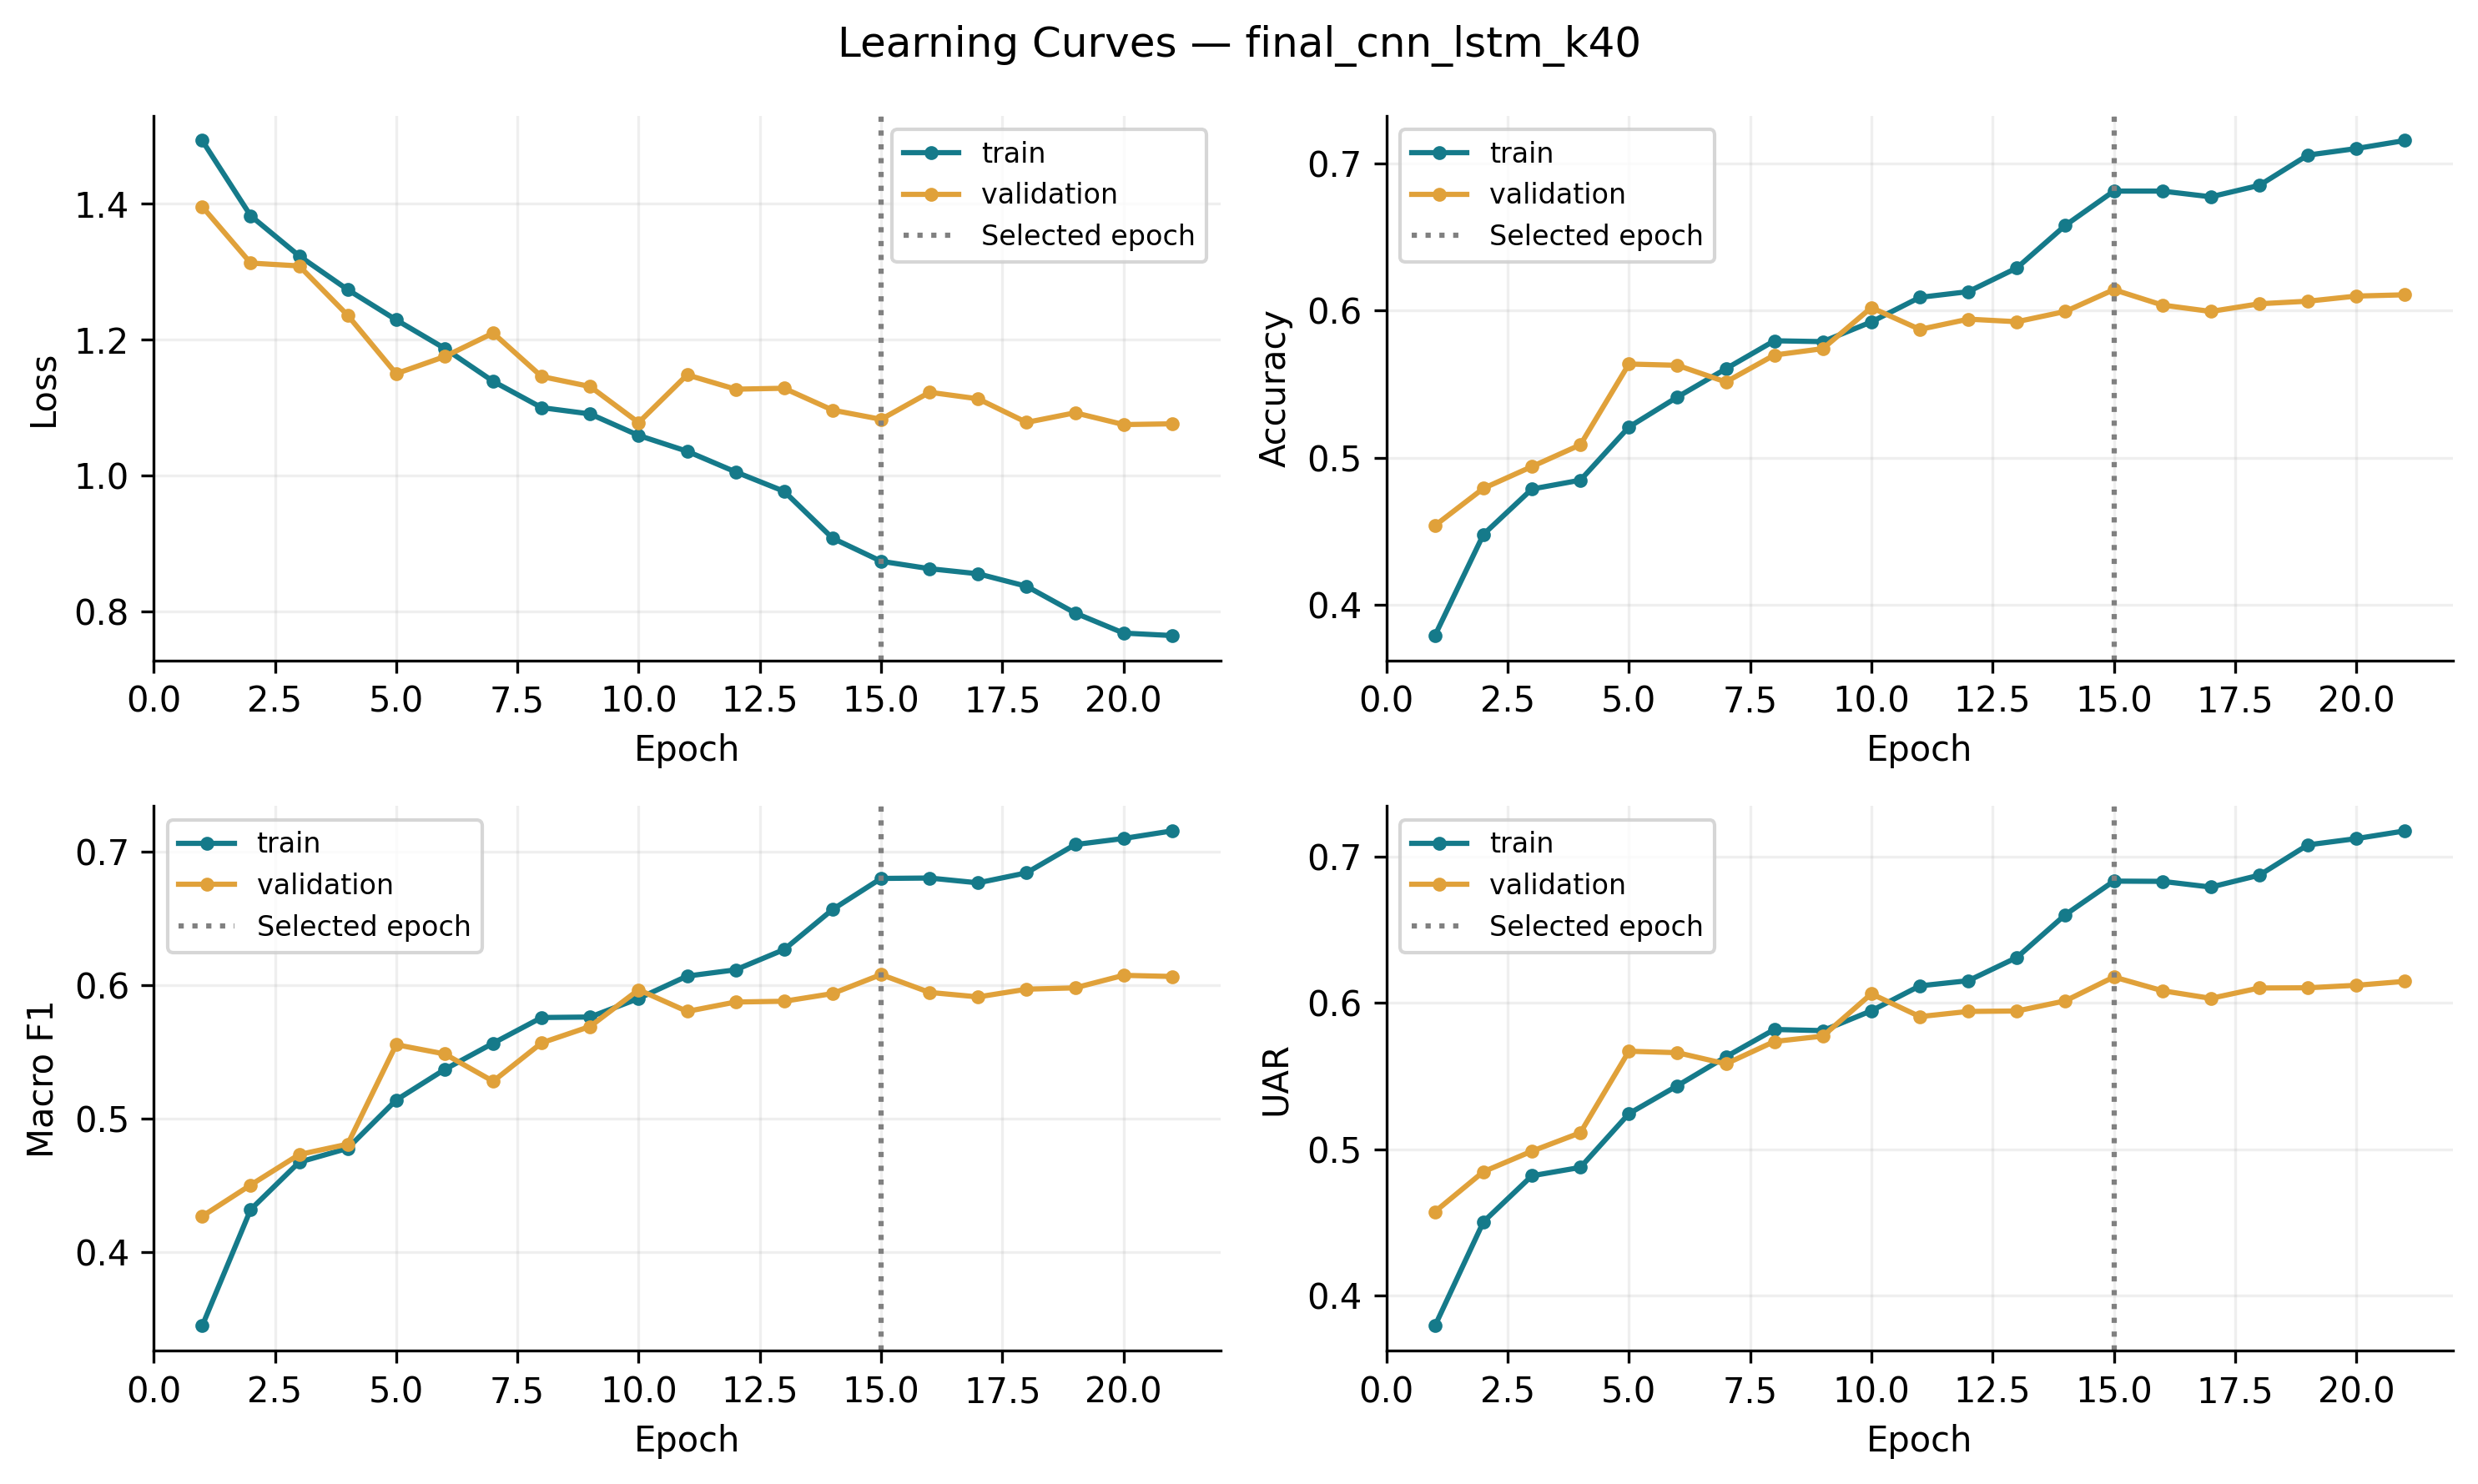 Learning Curves — final_cnn_lstm_k40
Loss
1.4
1.2
1.0
0.8
train
validation
Selected epoch
0.0 2.5 5.0 7.5 10.0 12.5 15.0 17.5 20.0
Epoch
Accuracy
0.7
0.6
0.5
0.4
train
validation
Selected epoch
0.0 2.5 5.0 7.5 10.0 12.5 15.0 17.5 20.0
Epoch
Macro F1
0.7
0.6
0.5
0.4
train
validation
Selected epoch
0.0 2.5 5.0 7.5 10.0 12.5 15.0 17.5 20.0
Epoch
UAR
0.7
0.6
0.5
0.4
train
validation
Selected epoch
0.0 2.5 5.0 7.5 10.0 12.5 15.0 17.5 20.0
Epoch